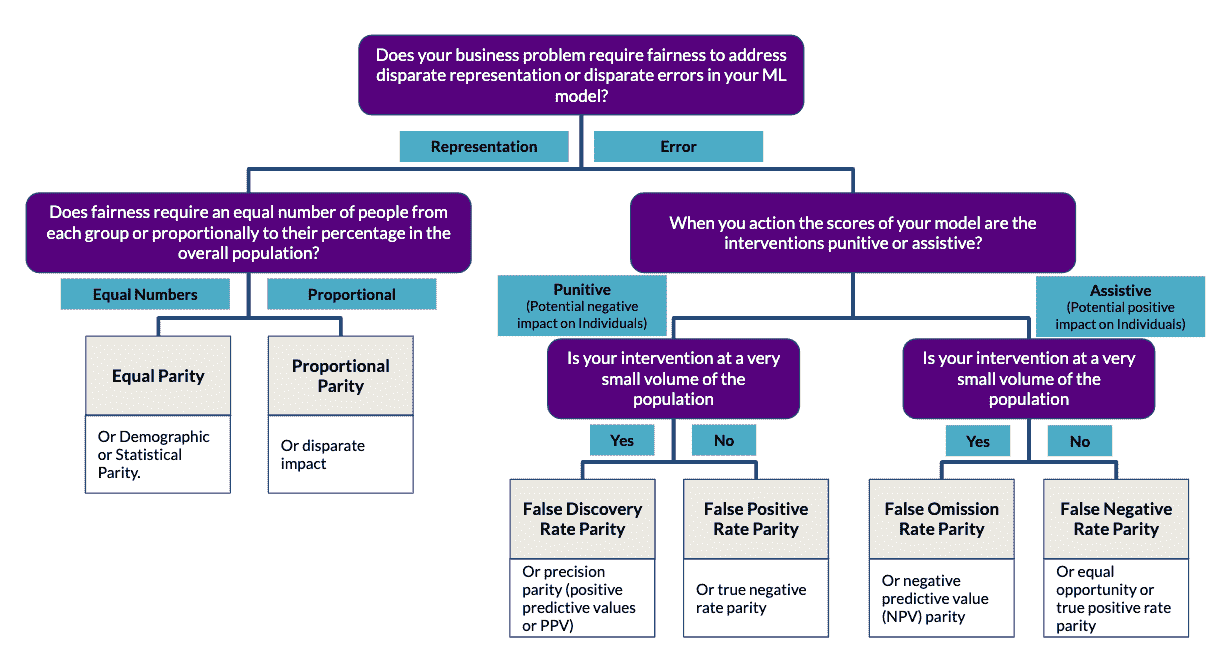 Does your business problem require fairness to address
disparate representation or disparate errors in your ML
model?
Representation
Error
Does fairness require an equal number of people from
each group or proportionally to their percentage in the
overall population?
When you action the scores of your model are the
interventions punitive or assistive?
Equal Numbers
Proportional
Punitive
(Potential negative
impact on Individuals)
Assistive
(Potential positive
impact on Individuals)
Equal Parity
Or Demographic
or Statistical
Parity.
Proportional
Parity
Or disparate
impact
Is your intervention at a very
small volume of the
population
Is your intervention at a very
small volume of the
population
Yes
No
Yes
No
False Discovery
Rate Parity
Or precision
parity (positive
predictive values
or PPV)
False Positive
Rate Parity
Or true negative
rate parity
False Omission
Rate Parity
Or negative
predictive value
(NPV) parity
False Negative
Rate Parity
Or equal
opportunity or
true positive rate
parity